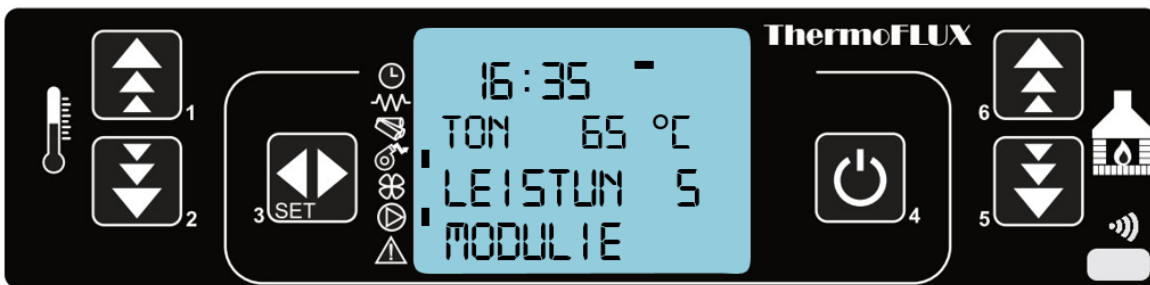 ThermoFLUX
16:35
TON 65 °C
LEISTUN 5
MODULIE
1
2
3
SET
4
6
5